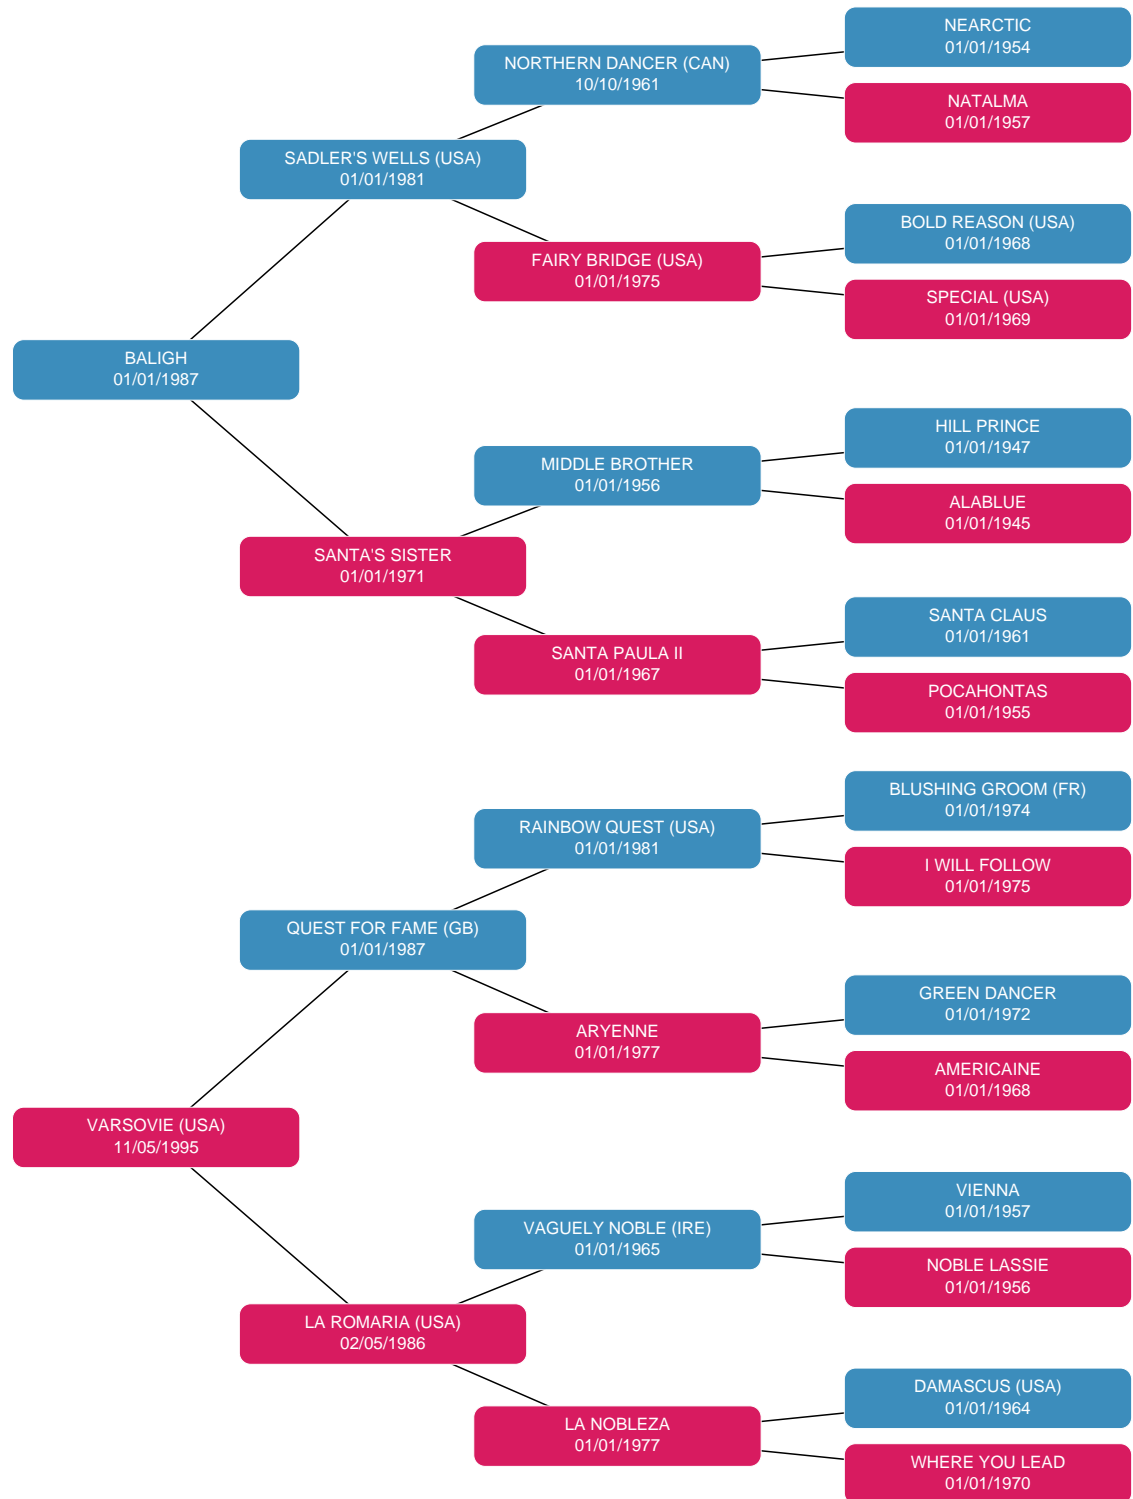 NEARCTIC
01/01/1954
NORTHERN DANCER (CAN)
10/10/1961
NATALMA
01/01/1957
SADLER'S WELLS (USA)
01/01/1981
BOLD REASON (USA)
01/01/1968
FAIRY BRIDGE (USA)
01/01/1975
SPECIAL (USA)
01/01/1969
BALIGH
01/01/1987
HILL PRINCE
01/01/1947
MIDDLE BROTHER
01/01/1956
ALABLUE
01/01/1945
SANTA'S SISTER
01/01/1971
SANTA CLAUS
01/01/1961
SANTA PAULA II
01/01/1967
POCAHONTAS
01/01/1955
BLUSHING GROOM (FR)
01/01/1974
RAINBOW QUEST (USA)
01/01/1981
I WILL FOLLOW
01/01/1975
QUEST FOR FAME (GB)
01/01/1987
GREEN DANCER
01/01/1972
ARYENNE
01/01/1977
AMERICAINE
01/01/1968
VARSOVIE (USA)
11/05/1995
VIENNA
01/01/1957
VAGUELY NOBLE (IRE)
01/01/1965
NOBLE LASSIE
01/01/1956
LA ROMARIA (USA)
02/05/1986
DAMASCUS (USA)
01/01/1964
LA NOBLEZA
01/01/1977
WHERE YOU LEAD
01/01/1970